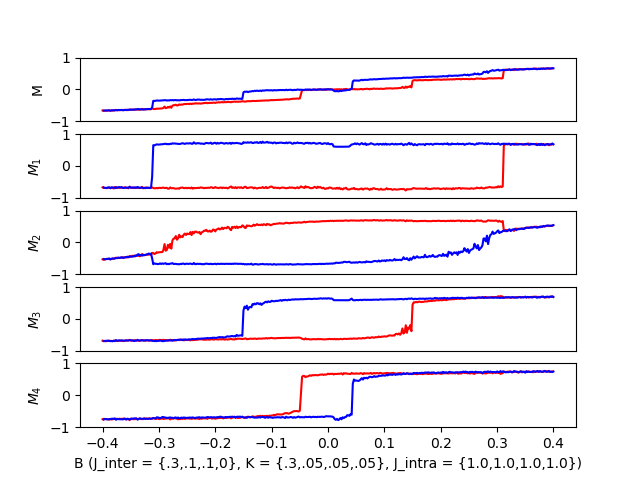 M
1
0
−1
M₁
1
0
−1
M₂
1
0
−1
M₃
1
0
−1
M₄
1
0
−1
−0.4 −0.3 −0.2 −0.1 0.0 0.1 0.2 0.3 0.4
B (J_inter = {.3,.1,.1,0}, K = {.3,.05,.05,.05}, J_intra = {1.0,1.0,1.0,1.0})